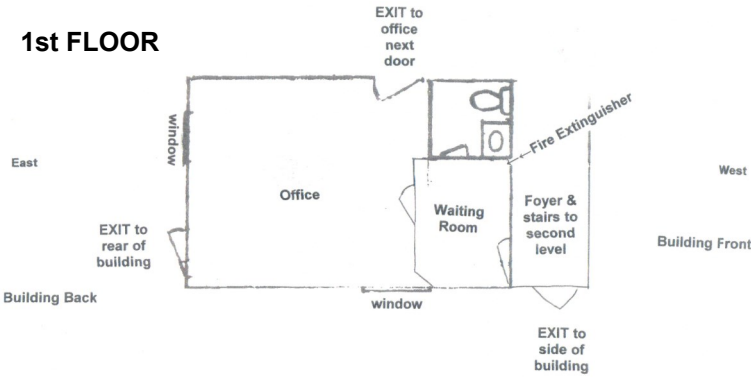 1st FLOOR
EXIT to
office
next
door
window
Fire Extinguisher
East
West
Office
Waiting
Room
Foyer &
stairs to
second
level
EXIT to
rear of
building
Building Front
Building Back
window
EXIT to
side of
building